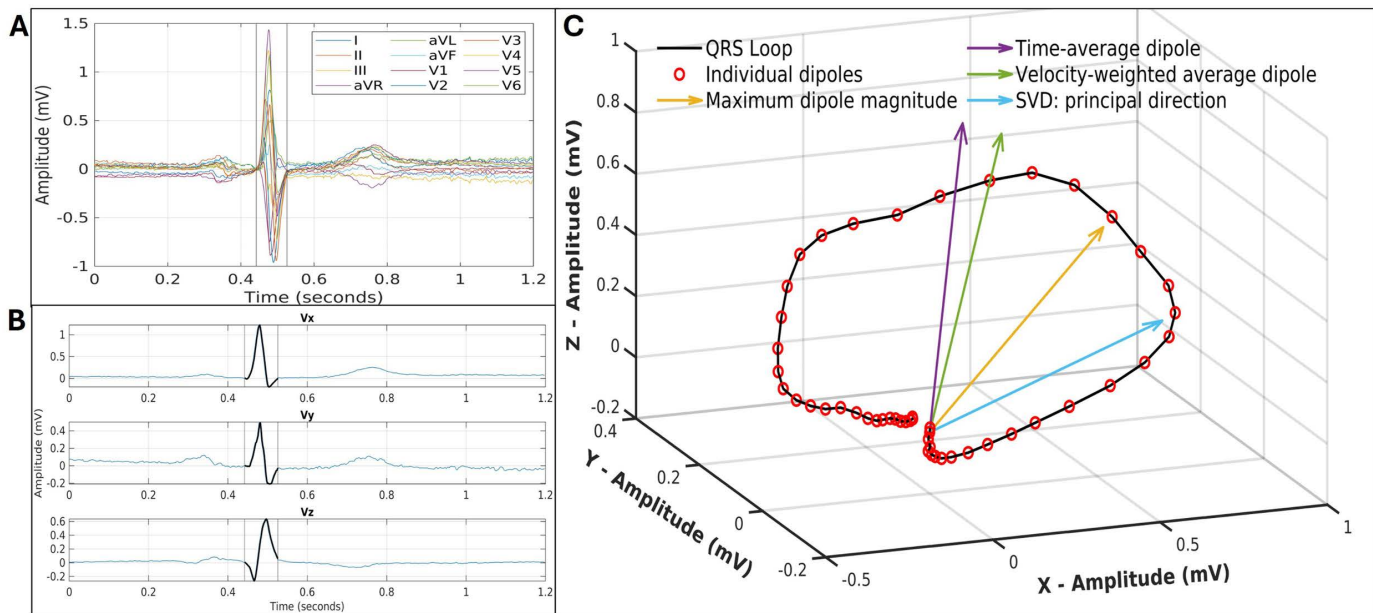 A
1.5
1
0.5
0
-0.5
-1
Amplitude (mV)
I aVL V3
II aVF V4
III V1 V5
aVR V2 V6
0 0.2 0.4 0.6 0.8 1 1.2
Time (seconds)
B
Vx
1
0.5
0
0 0.2 0.4 0.6 0.8 1 1.2
Vy
0.4
0.2
0
-0.2
Amplitude (mV)
0 0.2 0.4 0.6 0.8 1 1.2
Vz
0.6
0.4
0.2
0
-0.2
0 0.2 0.4 0.6 0.8 1 1.2
Time (seconds)
C
QRS Loop
Individual dipoles
Maximum dipole magnitude
Time-average dipole
Velocity-weighted average dipole
SVD: principal direction
1
0.8
0.6
0.4
0.2
0
-0.2
Z - Amplitude (mV)
0.4
0.2
0
-0.2
Y - Amplitude (mV)
-0.5
0
0.5
1
X - Amplitude (mV)